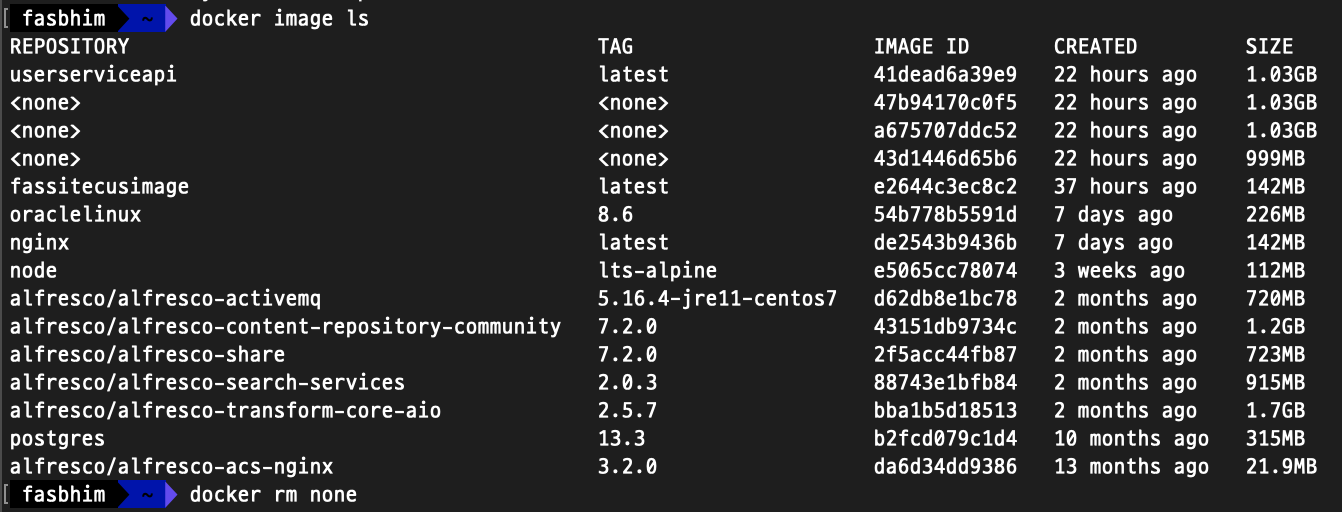 fasbhim ~ docker image ls
REPOSITORY TAG IMAGE ID CREATED SIZE
userserviceapi latest 41dead6a39e9 22 hours ago 1.03GB
<none> <none> 47b94170c0f5 22 hours ago 1.03GB
<none> <none> a675707ddc52 22 hours ago 1.03GB
<none> <none> 43d1446d65b6 22 hours ago 999MB
fassitecusimage latest e2644c3ec8c2 37 hours ago 142MB
oraclelinux 8.6 54b778b5591d 7 days ago 226MB
nginx latest de2543b9436b 7 days ago 142MB
node lts-alpine e5065cc78074 3 weeks ago 112MB
alfresco/alfresco-activemq 5.16.4-jre11-centos7 d62db8e1bc78 2 months ago 720MB
alfresco/alfresco-content-repository-community 7.2.0 43151db9734c 2 months ago 1.2GB
alfresco/alfresco-share 7.2.0 2f5acc44fb87 2 months ago 723MB
alfresco/alfresco-search-services 2.0.3 88743e1bfb84 2 months ago 915MB
alfresco/alfresco-transform-core-aio 2.5.7 bba1b5d18513 2 months ago 1.7GB
postgres 13.3 b2fcd079c1d4 10 months ago 315MB
alfresco/alfresco-acs-nginx 3.2.0 da6d34dd9386 13 months ago 21.9MB
fasbhim ~ docker rm none